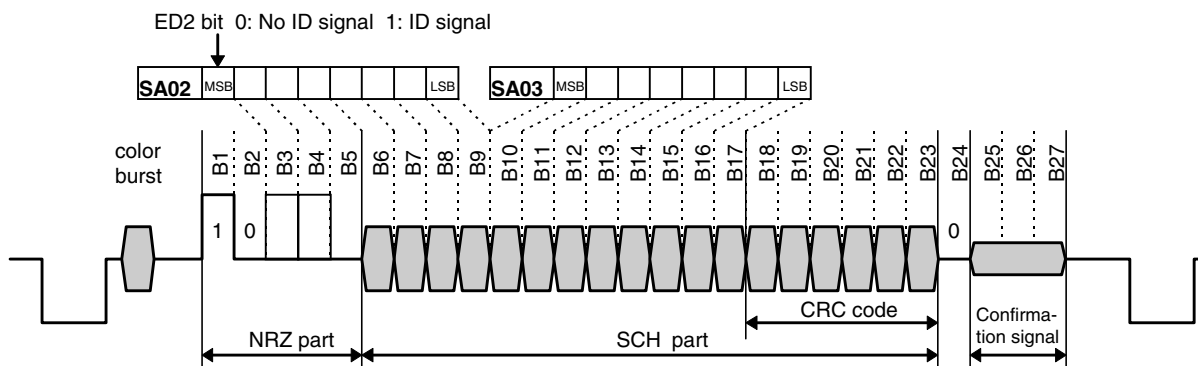 ED2 bit 0: No ID signal 1: ID signal
SA02 MSB LSB SA03 MSB LSB
color
burst
B1 B2 B3 B4 B5 B6 B7 B8 B9 B10 B11 B12 B13 B14 B15 B16 B17 B18 B19 B20 B21 B22 B23 B24 B25 B26 B27
1 0 0
CRC code
NRZ part
SCH part
Confirma-
tion signal